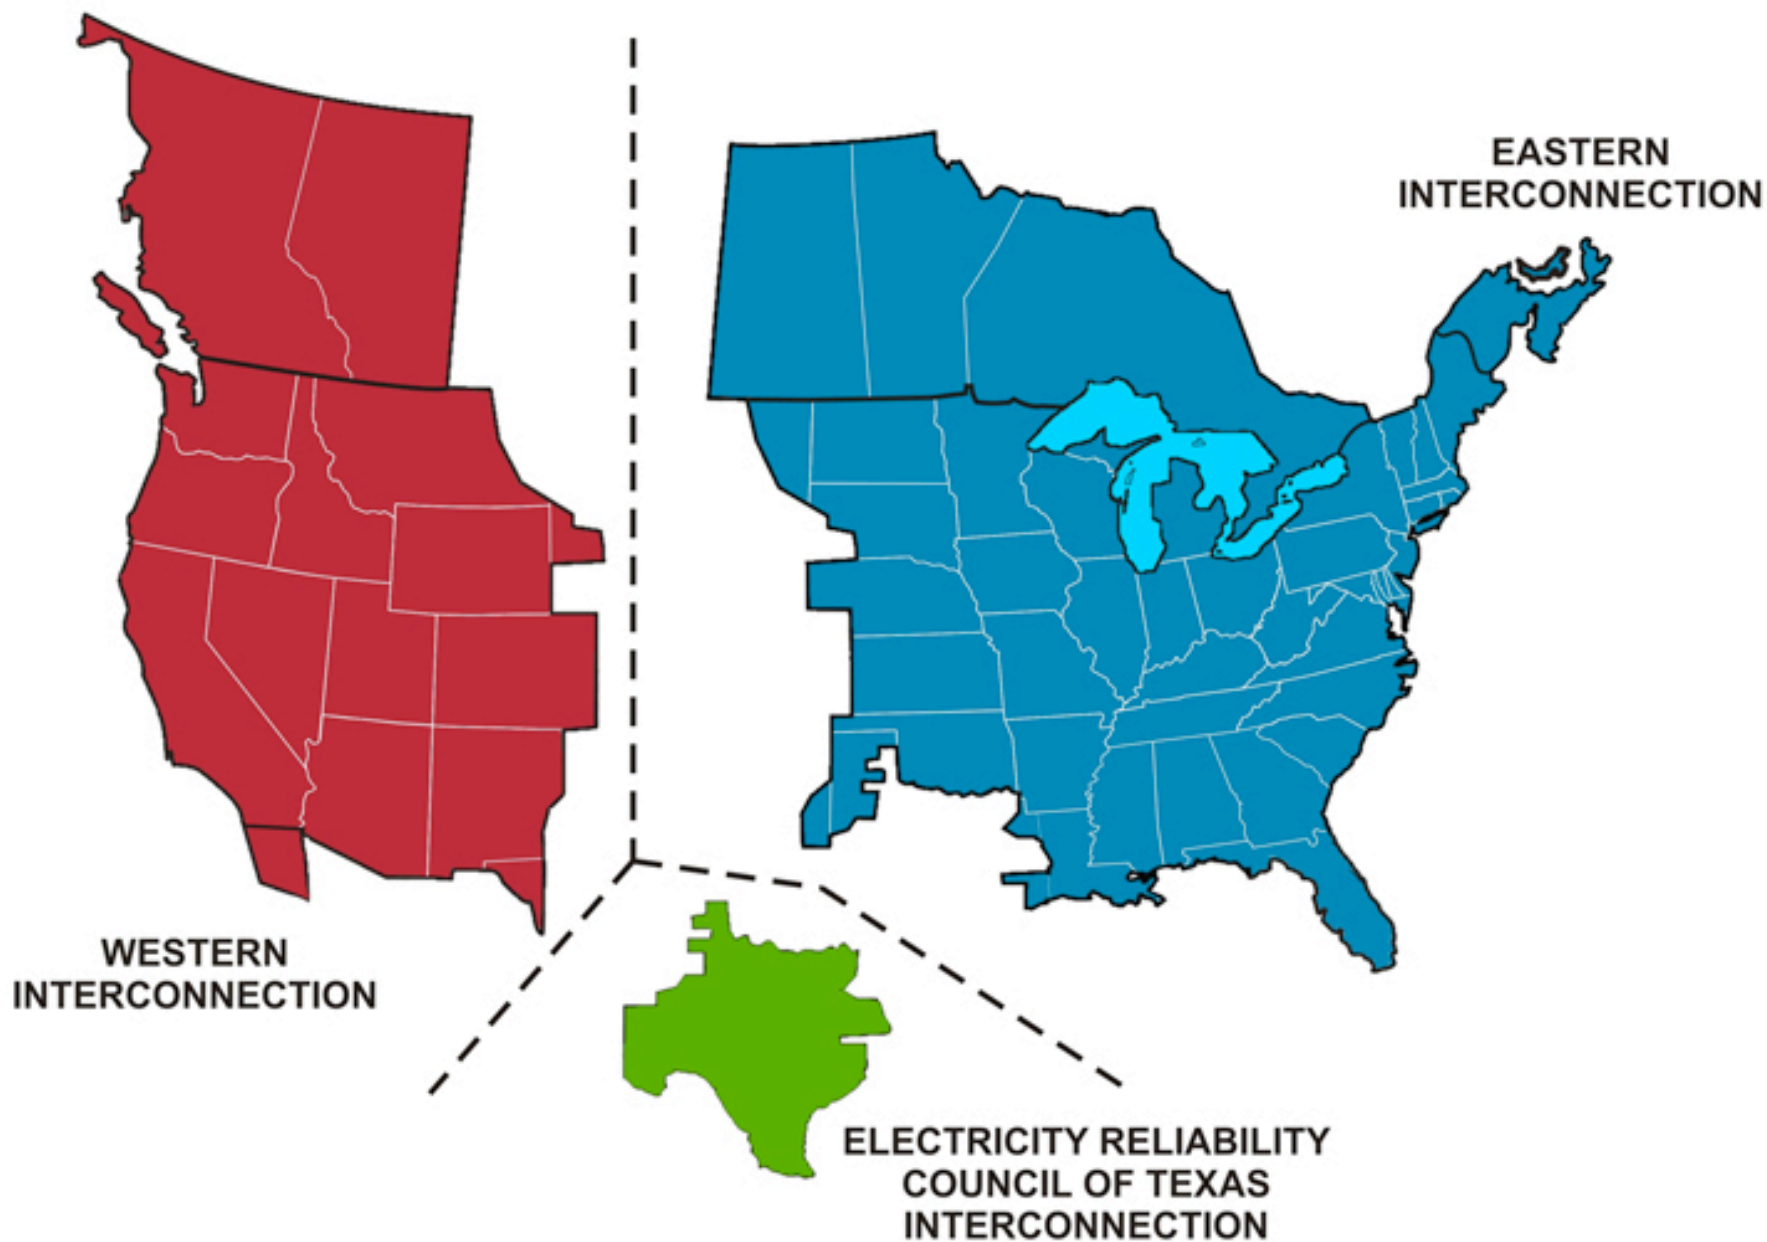 EASTERN
INTERCONNECTION
WESTERN
INTERCONNECTION
ELECTRICITY RELIABILITY
COUNCIL OF TEXAS
INTERCONNECTION